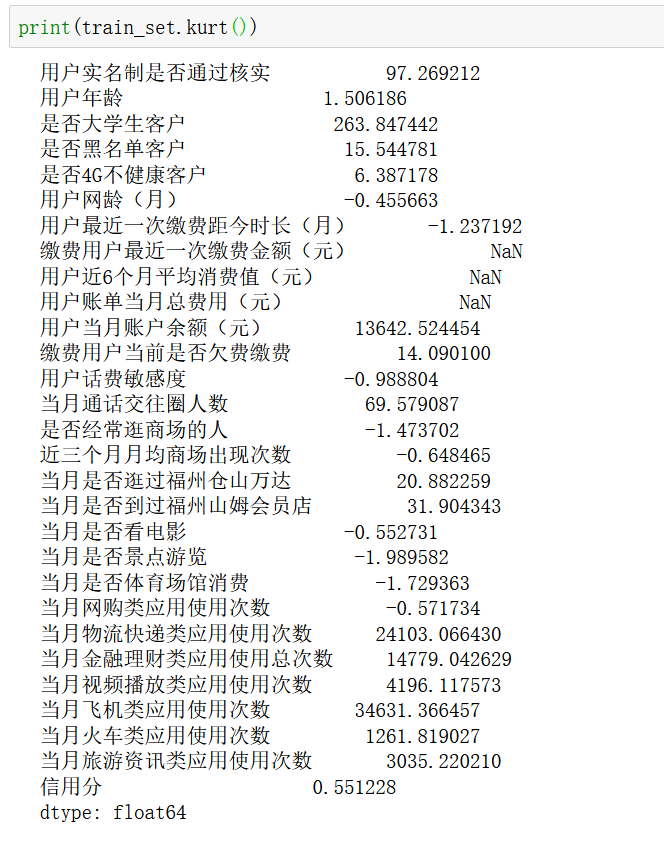 print(train_set.kurt())
用户实名制是否通过核实 97.269212
用户年龄 1.506186
是否大学生客户 263.847442
是否黑名单客户 15.544781
是否4G不健康客户 6.387178
用户网龄（月） -0.455663
用户最近一次缴费距今时长（月） -1.237192
缴费用户最近一次缴费金额（元） NaN
用户近6个月平均消费值（元） NaN
用户账单当月总费用（元） NaN
用户当月账户余额（元） 13642.524454
缴费用户当前是否欠费缴费 14.090100
用户话费敏感度 -0.988804
当月通话交往圈人数 69.579087
是否经常逛商场的人 -1.473702
近三个月月均商场出现次数 -0.648465
当月是否逛过福州仓山万达 20.882259
当月是否到过福州山姆会员店 31.904343
当月是否看电影 -0.552731
当月是否景点游览 -1.989582
当月是否体育场馆消费 -1.729363
当月网购类应用使用次数 -0.571734
当月物流快递类应用使用次数 24103.066430
当月金融理财类应用使用总次数 14779.042629
当月视频播放类应用使用次数 4196.117573
当月飞机类应用使用次数 34631.366457
当月火车类应用使用次数 1261.819027
当月旅游资讯类应用使用次数 3035.220210
信用分 0.551228
dtype: float64